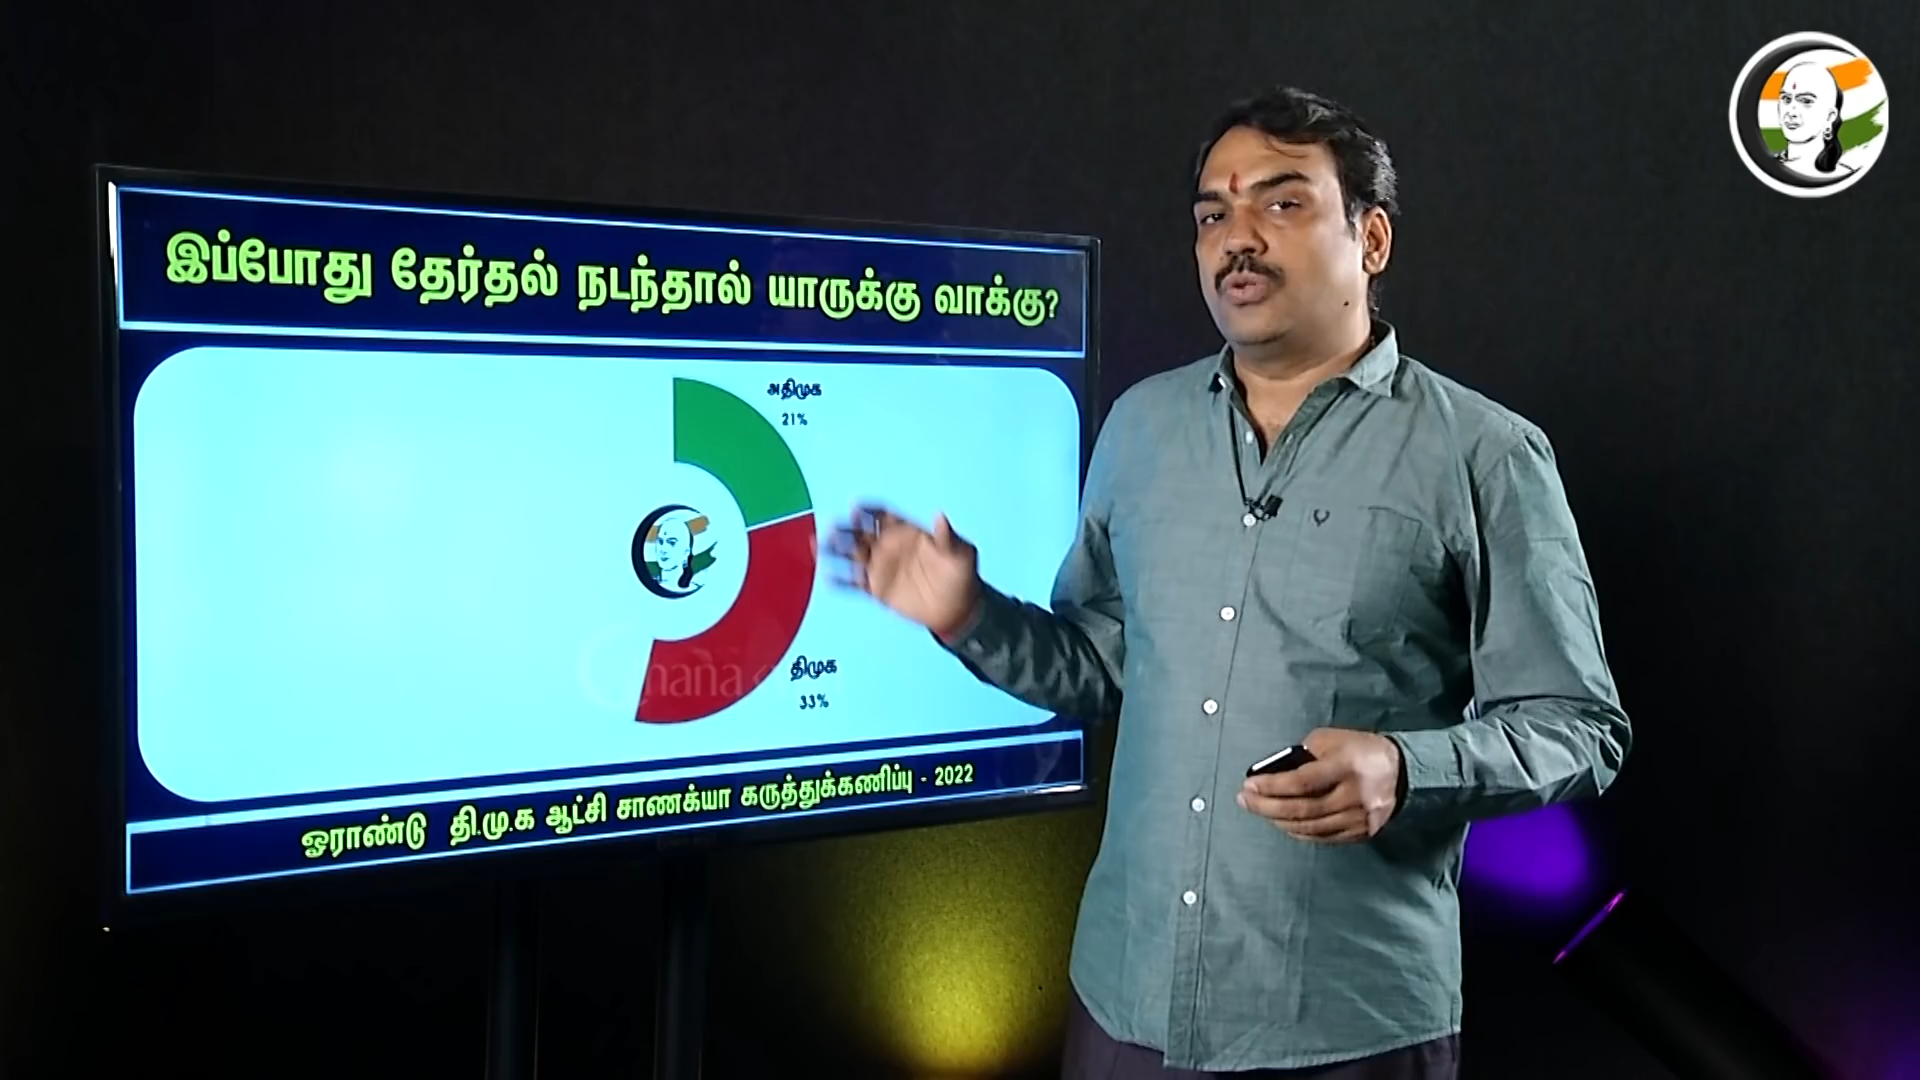 இப்போது தேர்தல் நடந்தால் யாருக்கு வாக்கு?
அதிமுக
21%
திமுக
33%
ஓராண்டு தி.மு.க ஆட்சி சாணக்யா கருத்துக்கணிப்பு - 2022